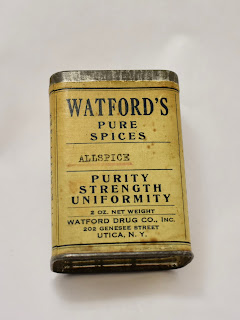 WATFORD'S
PURE
SPICES
ALLSPICE
PURITY
STRENGTH
UNIFORMITY
2 OZ. NET WEIGHT
WATFORD DRUG CO., INC.
202 GENESEE STREET
UTICA, N. Y.